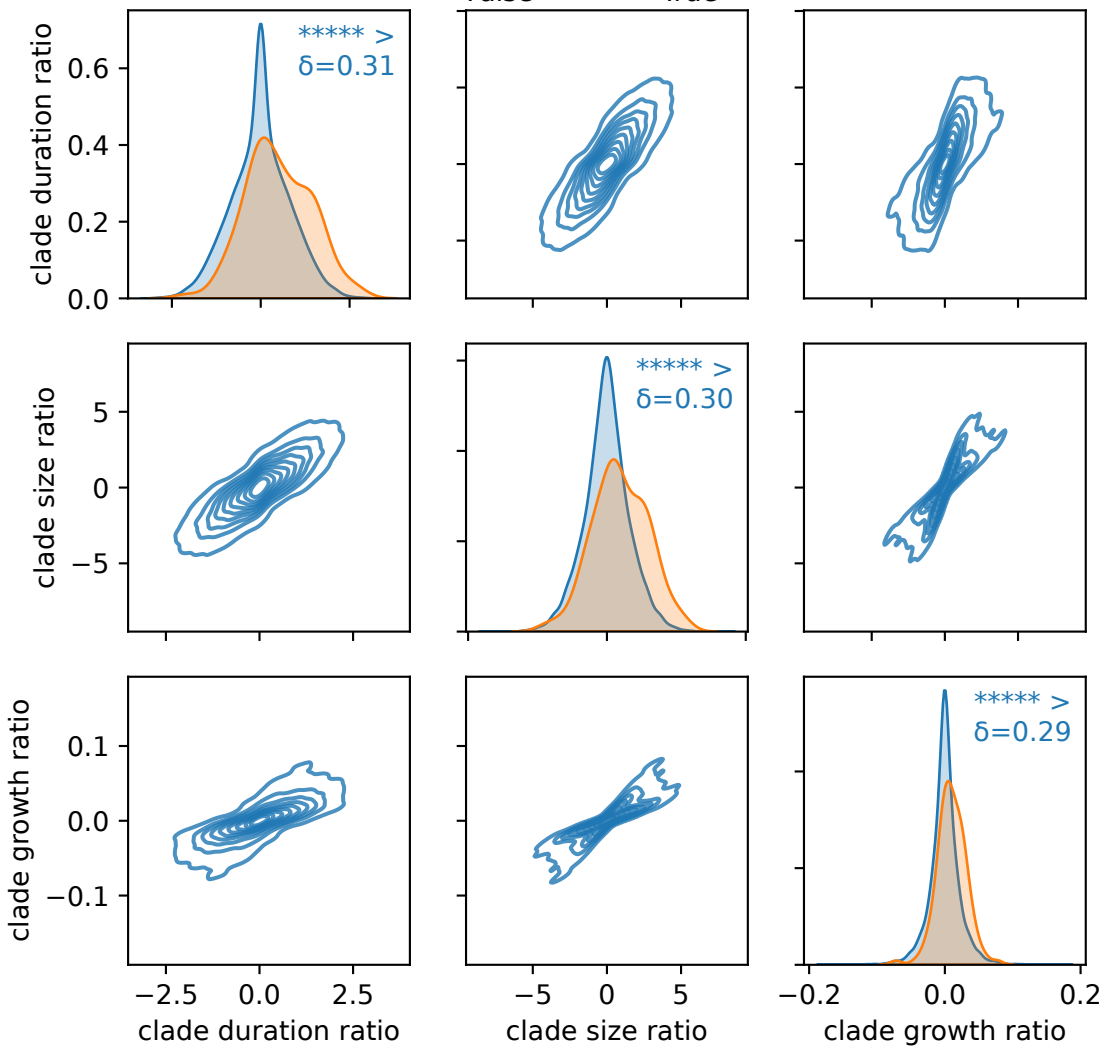 ***** >
δ=0.31
clade duration ratio
0.6
0.4
0.2
0.0
***** >
δ=0.30
clade size ratio
5
0
−5
***** >
δ=0.29
clade growth ratio
0.1
0.0
−0.1
−2.5 0.0 2.5
−5 0 5
−0.2 0.0 0.2
clade duration ratio
clade size ratio
clade growth ratio